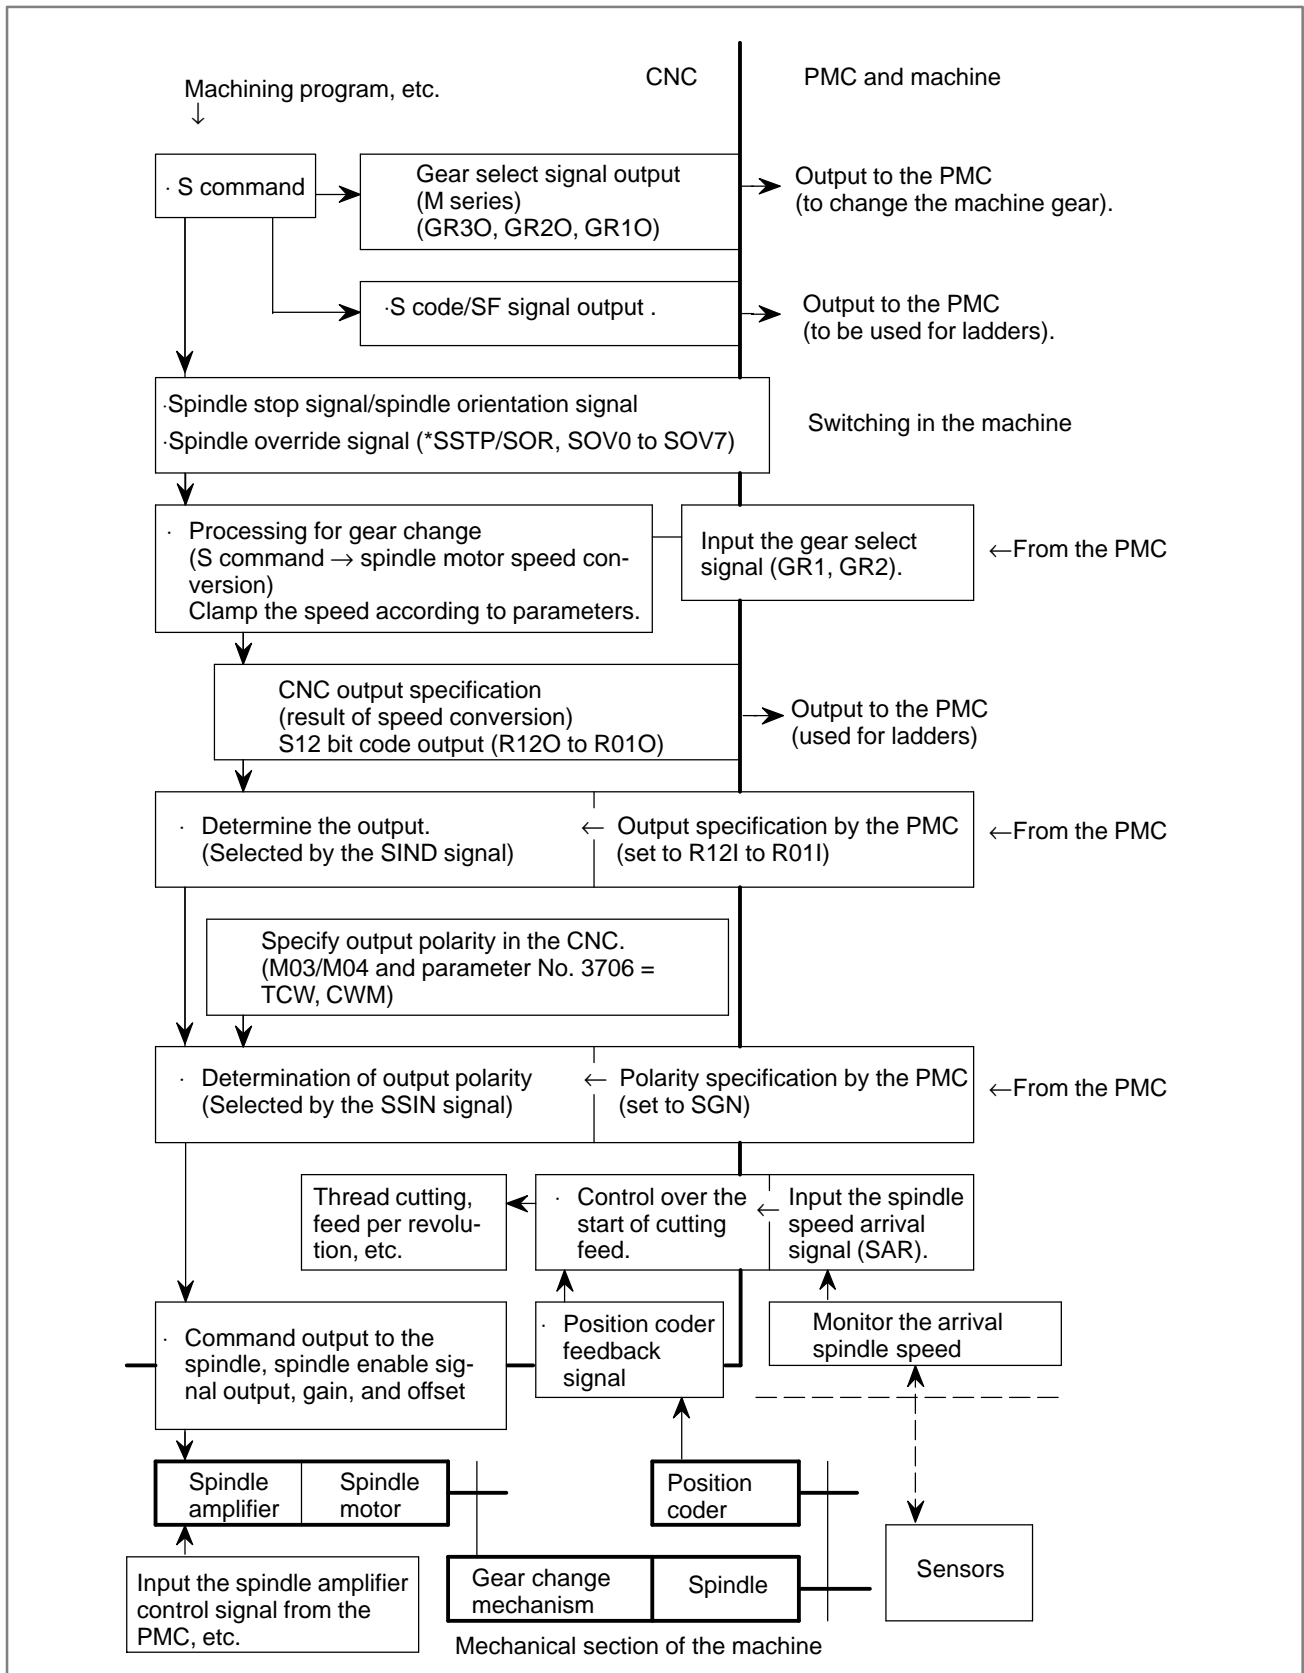 CNC
PMC and machine
Machining program, etc.
↓
· S command
Gear select signal output
(M series)
(GR3O, GR2O, GR1O)
Output to the PMC
(to change the machine gear).
·S code/SF signal output .
Output to the PMC
(to be used for ladders).
·Spindle stop signal/spindle orientation signal
·Spindle override signal (*SSTP/SOR, SOV0 to SOV7)
Switching in the machine
· Processing for gear change
(S command → spindle motor speed con-
version)
Clamp the speed according to parameters.
Input the gear select
signal (GR1, GR2).
←From the PMC
CNC output specification
(result of speed conversion)
S12 bit code output (R12O to R01O)
Output to the PMC
(used for ladders)
· Determine the output.
(Selected by the SIND signal)
← Output specification by the PMC
(set to R12I to R01I)
←From the PMC
Specify output polarity in the CNC.
(M03/M04 and parameter No. 3706 =
TCW, CWM)
· Determination of output polarity
(Selected by the SSIN signal)
← Polarity specification by the PMC
(set to SGN)
←From the PMC
Thread cutting,
feed per revolu-
tion, etc.
· Control over the
start of cutting
feed.
← Input the spindle
speed arrival
signal (SAR).
· Command output to the
spindle, spindle enable sig-
nal output, gain, and offset
· Position coder
feedback
signal
Monitor the arrival
spindle speed
Spindle
amplifier
Spindle
motor
Position
coder
Input the spindle amplifier
control signal from the
PMC, etc.
Gear change
mechanism
Spindle
Sensors
Mechanical section of the machine